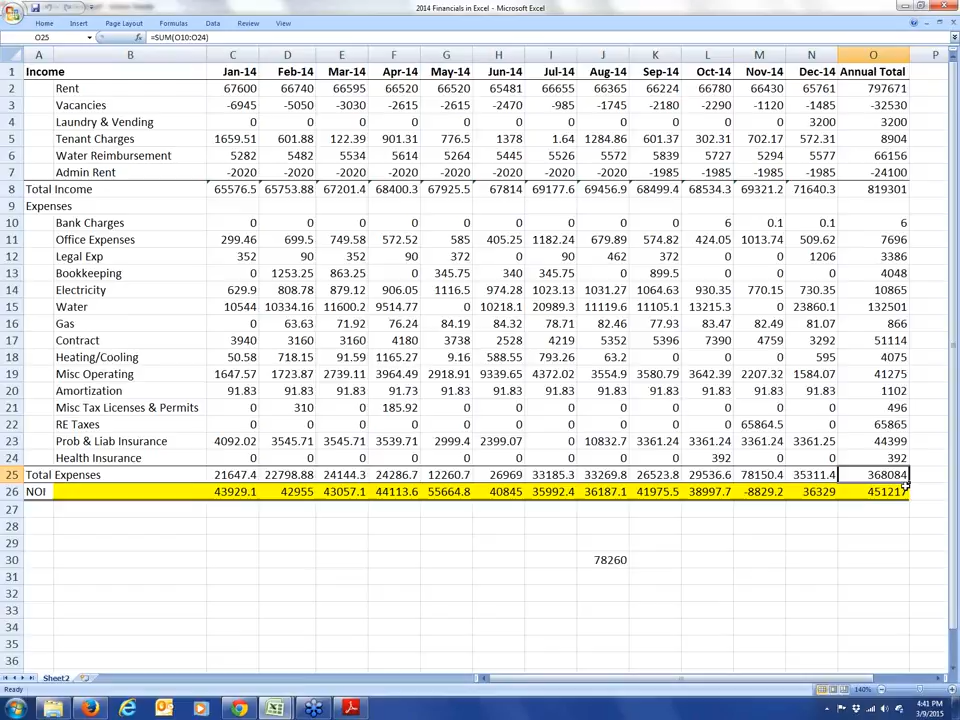 2014 Financials in Excel - Microsoft Excel
Home Insert Page Layout Formulas Data Review View
O25 fx =SUM(O10:O24)
A B C D E F G H I J K L M N O P
1 Income Jan-14 Feb-14 Mar-14 Apr-14 May-14 Jun-14 Jul-14 Aug-14 Sep-14 Oct-14 Nov-14 Dec-14 Annual Total
2 Rent 67600 67340 66595 66520 66520 65481 66655 66365 66224 66780 66430 65761 797671
3 Vacancies -6945 -5050 -3030 -2615 -2615 -2470 -985 -1745 -2180 -2290 -1120 -1485 -32530
4 Laundry & Vending 0 0 0 0 0 0 0 0 0 0 0 3200 3200
5 Tenant Charges 1659.51 601.88 122.39 901.31 776.5 1378 1.64 1284.86 601.37 302.31 702.17 572.31 8904
6 Water Reimbursement 5282 5482 5534 5614 5264 5445 5526 5572 5839 5727 5294 5577 66156
7 Admin Rent -2020 -2020 -2020 -2020 -2020 -2020 -2020 -2020 -1985 -1985 -1985 -1985 -24100
8 Total Income 65576.5 65753.88 67201.4 68400.3 67925.5 67814 69177.6 69456.9 68499.4 68534.3 69321.2 71640.3 819301
9 Expenses
10 Bank Charges 0 0 0 0 0 0 0 0 0 6 0.1 0.1 6
11 Office Expenses 299.46 699.5 749.58 572.52 585 405.25 1182.24 679.89 574.82 424.05 1013.74 509.62 7696
12 Legal Exp 352 90 352 90 372 0 90 462 372 0 0 1206 3386
13 Bookkeeping 0 1253.25 863.25 0 345.75 340 345.75 0 899.5 0 0 0 4048
14 Electricity 629.9 808.78 879.12 906.05 1116.5 974.28 1023.13 1031.27 1064.63 930.35 770.15 730.35 10865
15 Water 10544 10334.16 11600.2 9514.77 0 10218.1 20989.3 11119.6 11105.1 13215.3 0 23860.1 132501
16 Gas 0 63.63 71.92 76.24 84.19 84.32 78.71 82.46 77.93 83.47 82.49 81.07 866
17 Contract 3940 3160 3160 4180 3738 2528 4219 5352 5396 7390 4759 3292 51114
18 Heating/Cooling 50.58 718.15 91.59 1165.27 9.16 588.55 793.26 63.2 0 0 0 595 4075
19 Misc Operating 1647.57 1723.87 2739.11 3964.49 2918.91 9339.65 4372.02 3554.9 3580.79 3642.39 2207.32 1584.07 41275
20 Amortization 91.83 91.83 91.83 91.73 91.83 91.83 91.83 91.83 91.83 91.83 91.83 91.83 1102
21 Misc Tax Licenses & Permits 0 310 0 185.92 0 0 0 0 0 0 0 0 496
22 RE Taxes 0 0 0 0 0 0 0 0 0 0 65864.5 0 65865
23 Prob & Liab Insurance 4092.02 3545.71 3545.71 3539.71 2999.4 2399.07 0 10832.7 3361.24 3361.24 3361.24 3361.25 44399
24 Health Insurance 0 0 0 0 0 0 0 0 0 392 0 0 392
25 Total Expenses 21647.4 22798.88 24144.3 24286.7 12260.7 26969 33185.3 33269.8 26523.8 29536.6 78150.4 35311.4 368084
26 NOI 43929.1 42955 43057.1 44113.6 55664.8 40845 35992.4 36187.1 41975.5 38997.7 -8829.2 36329 451217
27
28
29
30 78260
31
32
33
34
35
36
Sheet2
Ready 140%
4:41 PM
3/9/2015